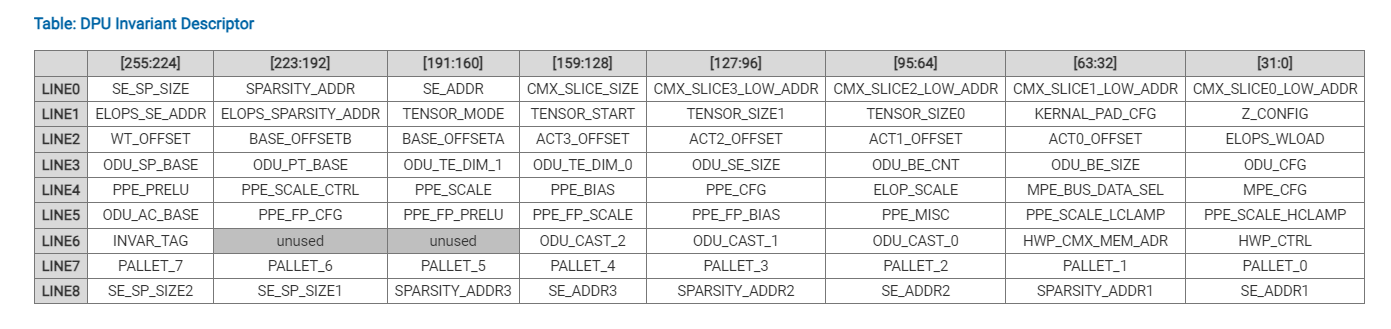 Table: DPU Invariant Descriptor
[255:224] [223:192] [191:160] [159:128] [127:96] [95:64] [63:32] [31:0]
LINE0 SE_SP_SIZE SPARSITY_ADDR SE_ADDR CMX_SLICE_SIZE CMX_SLICE3_LOW_ADDR CMX_SLICE2_LOW_ADDR CMX_SLICE1_LOW_ADDR CMX_SLICE0_LOW_ADDR
LINE1 ELOPS_SE_ADDR ELOPS_SPARSITY_ADDR TENSOR_MODE TENSOR_START TENSOR_SIZE1 TENSOR_SIZE0 KERNAL_PAD_CFG Z_CONFIG
LINE2 WT_OFFSET BASE_OFFSETB BASE_OFFSETA ACT3_OFFSET ACT2_OFFSET ACT1_OFFSET ACT0_OFFSET ELOPS_WLOAD
LINE3 ODU_SP_BASE ODU_PT_BASE ODU_TE_DIM_1 ODU_TE_DIM_0 ODU_SE_SIZE ODU_BE_CNT ODU_BE_SIZE ODU_CFG
LINE4 PPE_PRELU PPE_SCALE_CTRL PPE_SCALE PPE_BIAS PPE_CFG ELOP_SCALE MPE_BUS_DATA_SEL MPE_CFG
LINE5 ODU_AC_BASE PPE_FP_CFG PPE_FP_PRELU PPE_FP_SCALE PPE_FP_BIAS PPE_MISC PPE_SCALE_LCLAMP PPE_SCALE_HCLAMP
LINE6 INVAR_TAG unused unused ODU_CAST_2 ODU_CAST_1 ODU_CAST_0 HWP_CMX_MEM_ADR HWP_CTRL
LINE7 PALLET_7 PALLET_6 PALLET_5 PALLET_4 PALLET_3 PALLET_2 PALLET_1 PALLET_0
LINE8 SE_SP_SIZE2 SE_SP_SIZE1 SPARSITY_ADDR3 SE_ADDR3 SPARSITY_ADDR2 SE_ADDR2 SPARSITY_ADDR1 SE_ADDR1